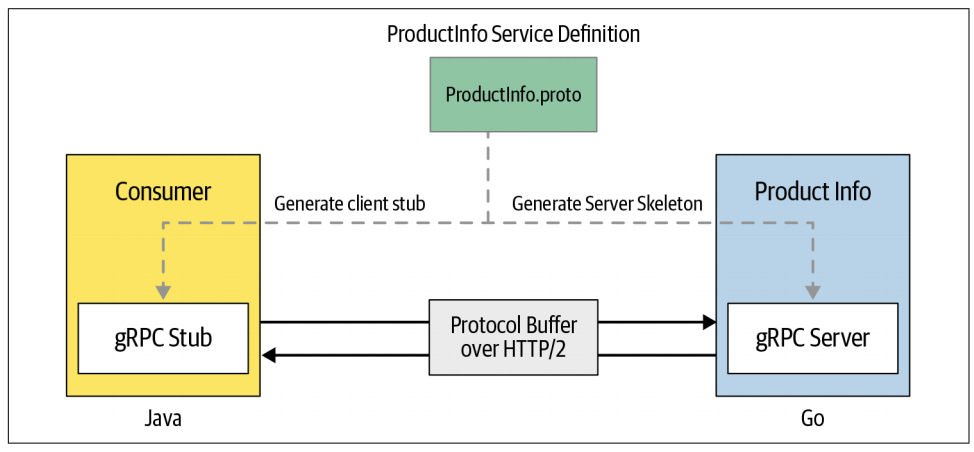 ProductInfo Service Definition
ProductInfo.proto
Consumer
Product Info
Generate client stub
Generate Server Skeleton
gRPC Stub
Protocol Buffer
over HTTP/2
gRPC Server
Java
Go